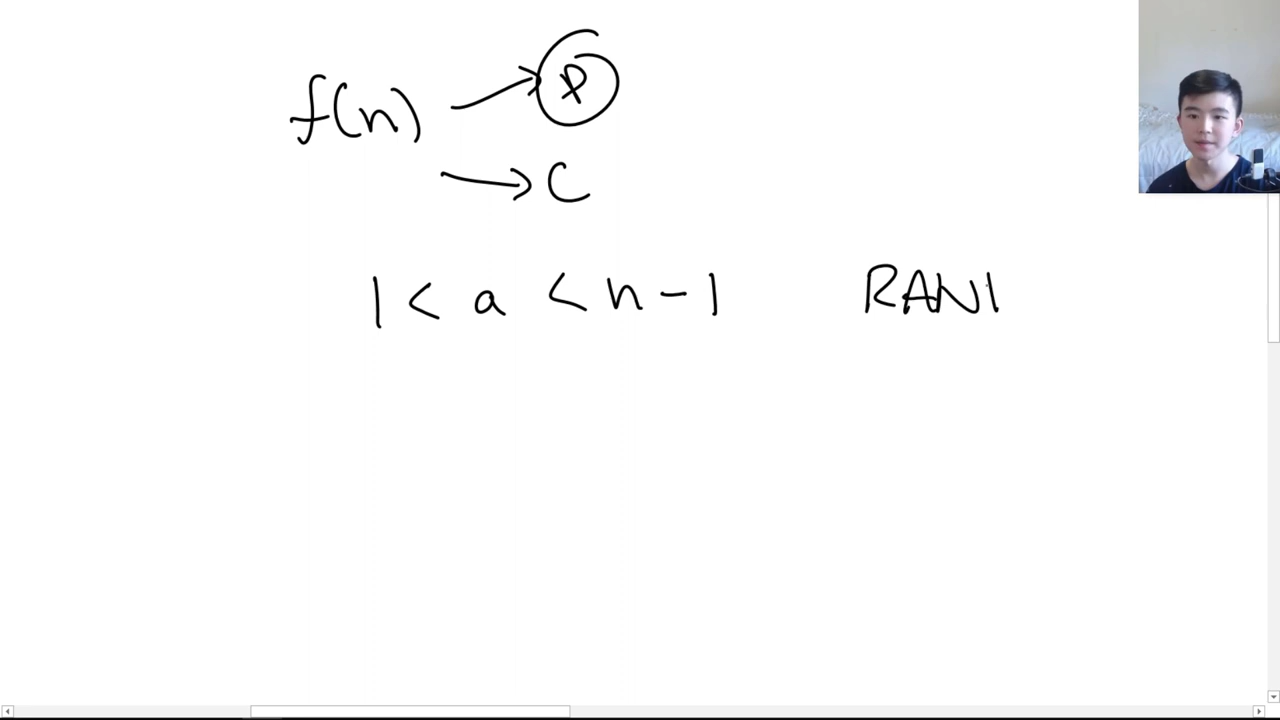 f(n) → P
→ C
1 < a < n - 1 RAN